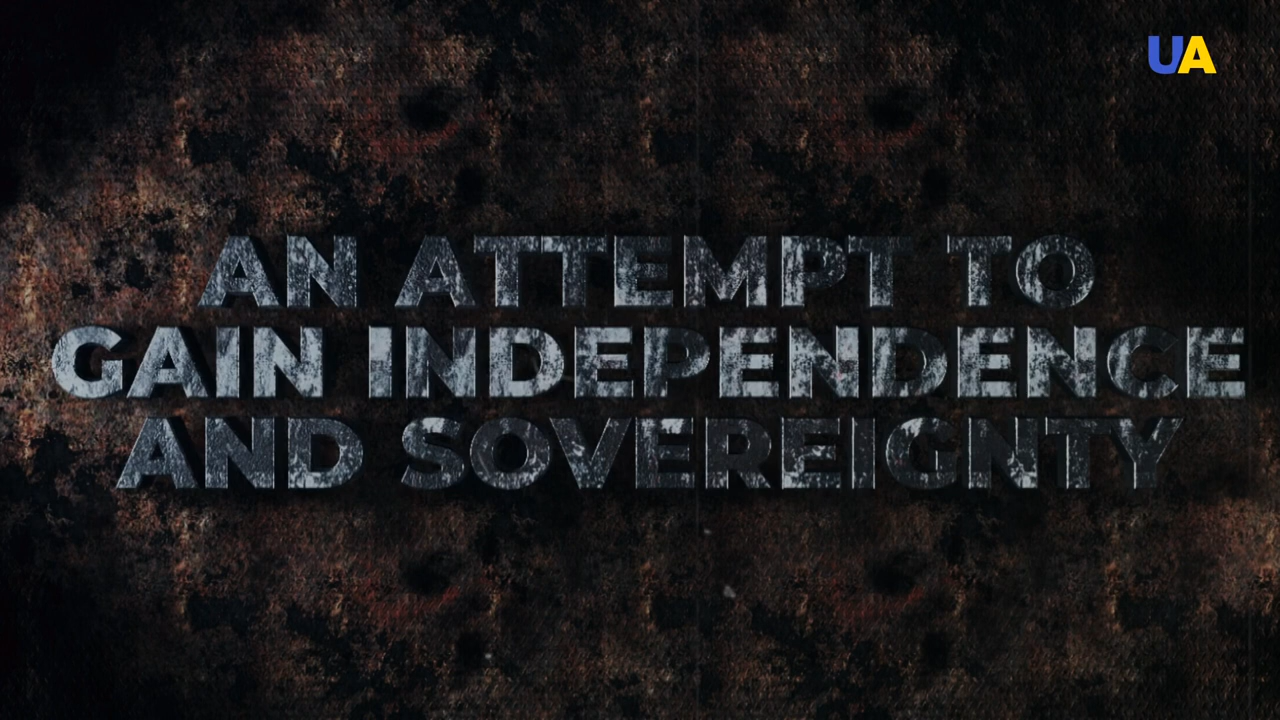 UA
AN ATTEMPT TO
GAIN INDEPENDENCE
AND SOVEREIGNTY